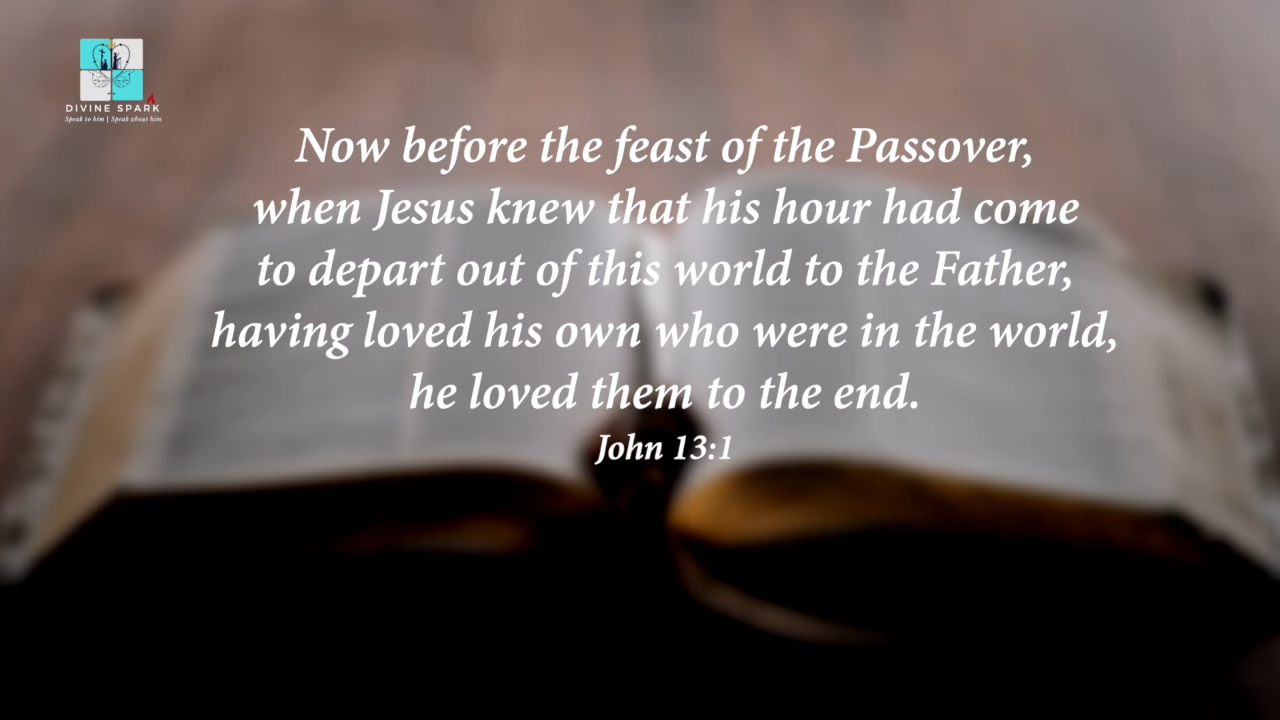 DIVINE SPARK
Speak to him | Speak about him
Now before the feast of the Passover,
when Jesus knew that his hour had come
to depart out of this world to the Father,
having loved his own who were in the world,
he loved them to the end.
John 13:1